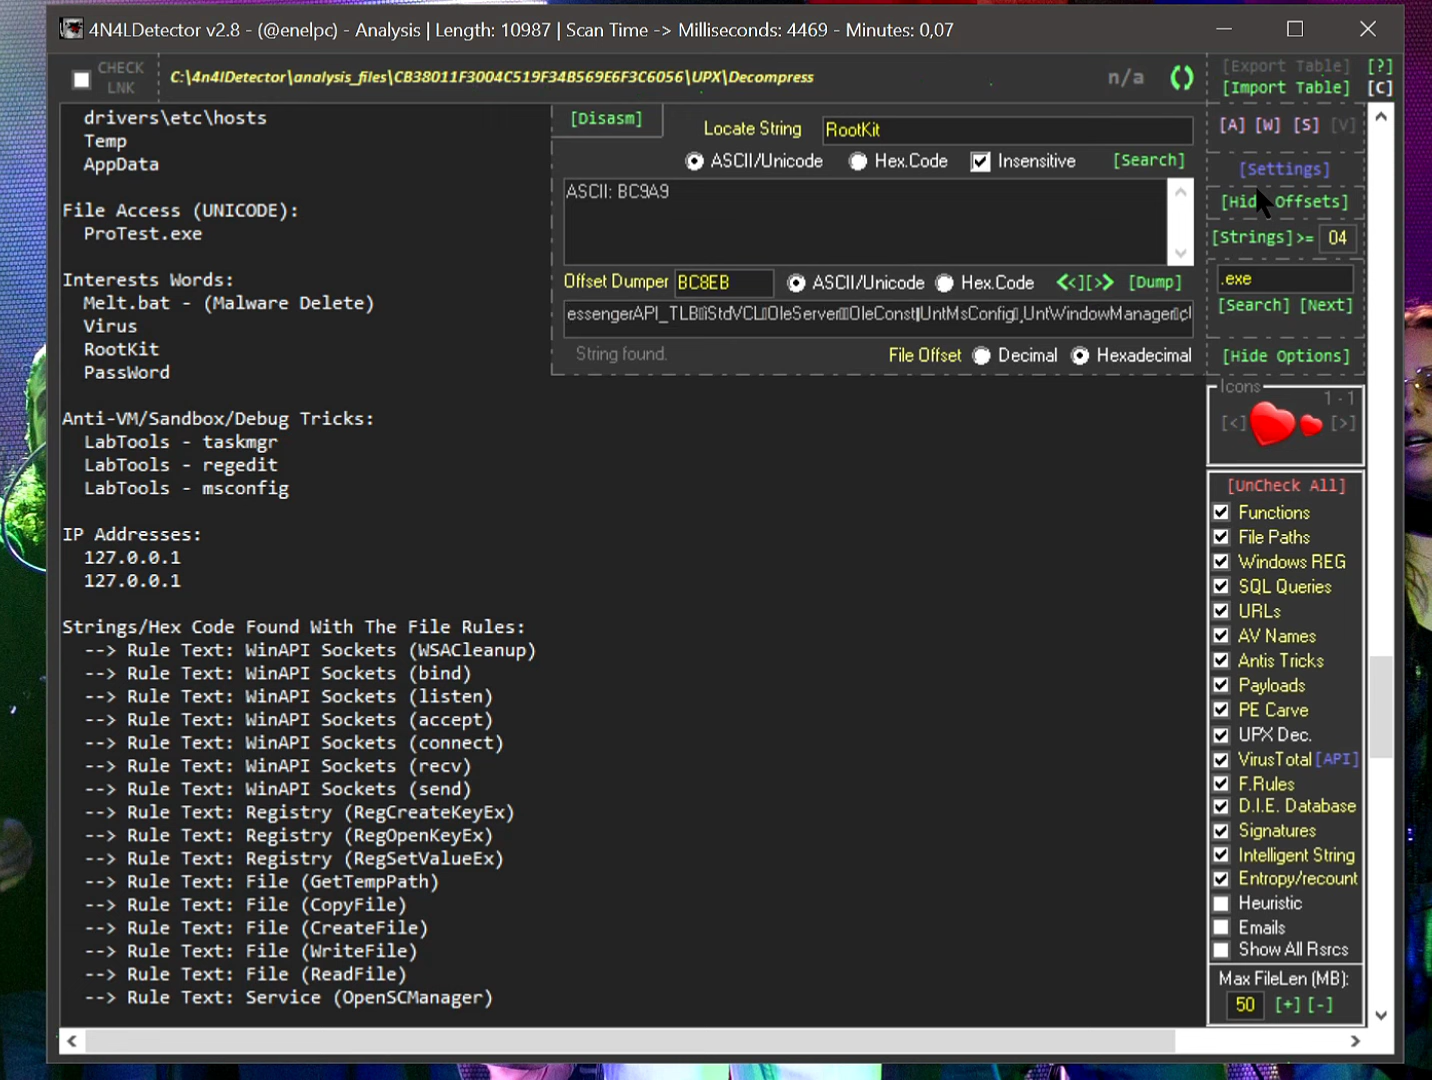 4N4LDetector v2.8 - (@enelpc) - Analysis | Length: 10987 | Scan Time -> Milliseconds: 4469 - Minutes: 0,07
CHECK
LNK
C:\4n4lDetector\analysis_files\CB38011F3004C519F34B569E6F3C6056\UPX\Decompress
n/a
[Export Table] [?]
[Import Table] [C]
drivers\etc\hosts
Temp
AppData
File Access (UNICODE):
ProTest.exe
Interests Words:
Melt.bat - (Malware Delete)
Virus
RootKit
PassWord
Anti-VM/Sandbox/Debug Tricks:
LabTools - taskmgr
LabTools - regedit
LabTools - msconfig
IP Addresses:
127.0.0.1
127.0.0.1
Strings/Hex Code Found With The File Rules:
--> Rule Text: WinAPI Sockets (WSACleanup)
--> Rule Text: WinAPI Sockets (bind)
--> Rule Text: WinAPI Sockets (listen)
--> Rule Text: WinAPI Sockets (accept)
--> Rule Text: WinAPI Sockets (connect)
--> Rule Text: WinAPI Sockets (recv)
--> Rule Text: WinAPI Sockets (send)
--> Rule Text: Registry (RegCreateKeyEx)
--> Rule Text: Registry (RegOpenKeyEx)
--> Rule Text: Registry (RegSetValueEx)
--> Rule Text: File (GetTempPath)
--> Rule Text: File (CopyFile)
--> Rule Text: File (CreateFile)
--> Rule Text: File (WriteFile)
--> Rule Text: File (ReadFile)
--> Rule Text: Service (OpenSCManager)
[Disasm]
Locate String RootKit
ASCII/Unicode Hex.Code Insensitive [Search]
ASCII: BC9A9
Offset Dumper BC8EB ASCII/Unicode Hex.Code <<][>> [Dump]
essengerAPI_TLB StdVCL OleServer OleConst UntMsConfig UntWindowManager
String found. File Offset Decimal Hexadecimal
[A] [W] [S] [V]
[Settings]
[Hide Offsets]
[Strings]>= 04
.exe
[Search] [Next]
[Hide Options]
Icons
1 - 1
[<] [>]
[UnCheck All]
Functions
File Paths
Windows REG
SQL Queries
URLs
AV Names
Antis Tricks
Payloads
PE Carve
UPX Dec.
VirusTotal [API]
F.Rules
D.I.E. Database
Signatures
Intelligent String
Entropy/recount
Heuristic
Emails
Show All Rsrcs
Max FileLen (MB):
50 [+] [-]